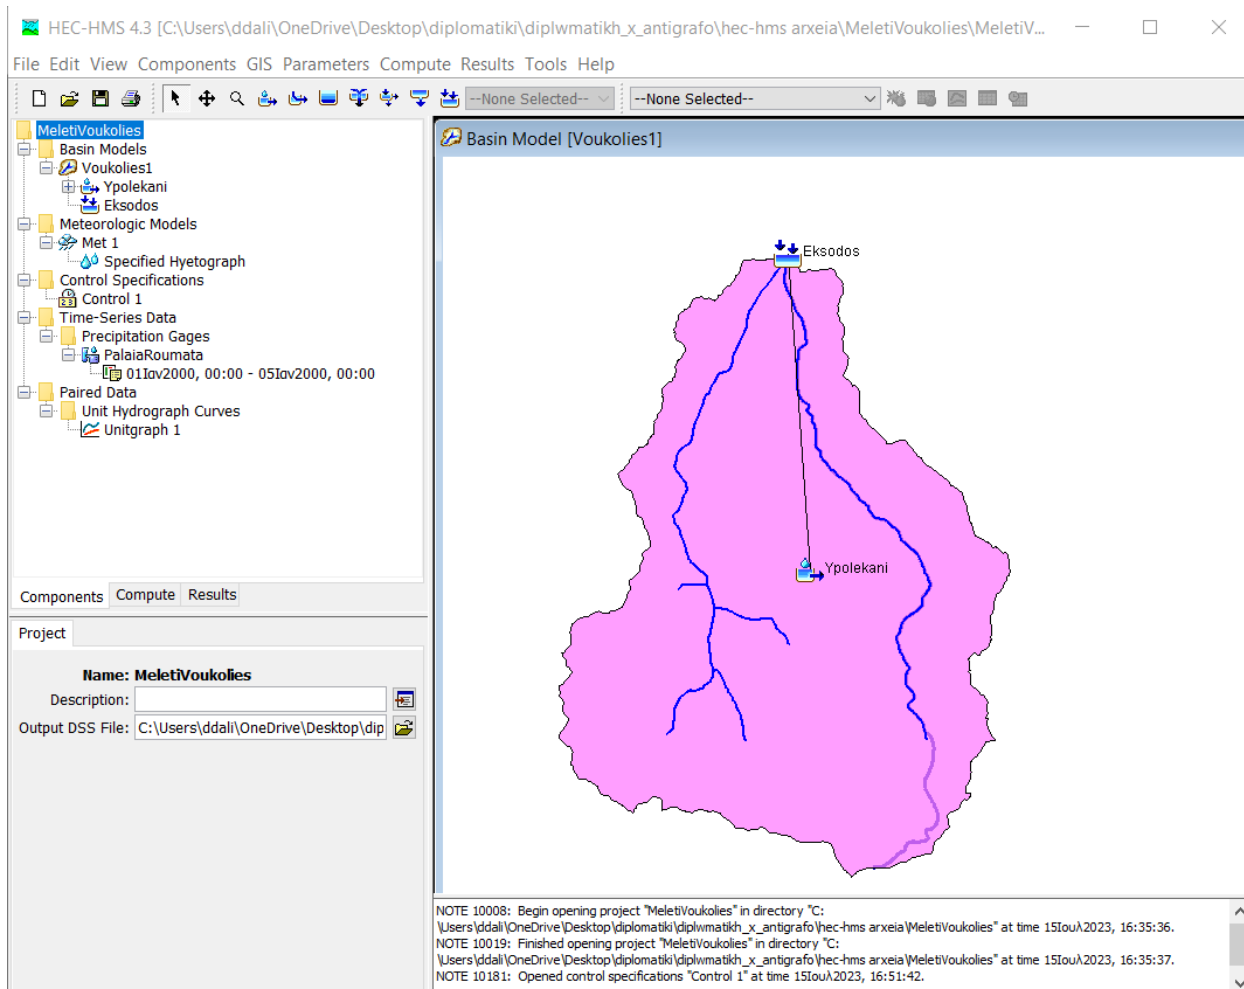 HEC-HMS 4.3 [C:\Users\ddali\OneDrive\Desktop\diplomatiki\diplwmatikh_x_antigrafo\hec-hms arxeia\MeletiVoukolies\MeletiV...
File Edit View Components GIS Parameters Compute Results Tools Help
--None Selected-- --None Selected--
MeletiVoukolies
Basin Models
Voukolies1
Ypolekani
Eksodos
Meteorologic Models
Met 1
Specified Hyetograph
Control Specifications
Control 1
Time-Series Data
Precipitation Gages
PalaiaRoumata
01Ιαν2000, 00:00 - 05Ιαν2000, 00:00
Paired Data
Unit Hydrograph Curves
Unitgraph 1
Components Compute Results
Project
Name: MeletiVoukolies
Description:
Output DSS File: C:\Users\ddali\OneDrive\Desktop\dip
Basin Model [Voukolies1]
Eksodos
Ypolekani
NOTE 10008: Begin opening project "MeletiVoukolies" in directory "C:
\Users\ddali\OneDrive\Desktop\diplomatiki\diplwmatikh_x_antigrafo\hec-hms arxeia\MeletiVoukolies" at time 15Ιουλ2023, 16:35:36.
NOTE 10019: Finished opening project "MeletiVoukolies" in directory "C:
\Users\ddali\OneDrive\Desktop\diplomatiki\diplwmatikh_x_antigrafo\hec-hms arxeia\MeletiVoukolies" at time 15Ιουλ2023, 16:35:37.
NOTE 10181: Opened control specifications "Control 1" at time 15Ιουλ2023, 16:51:42.